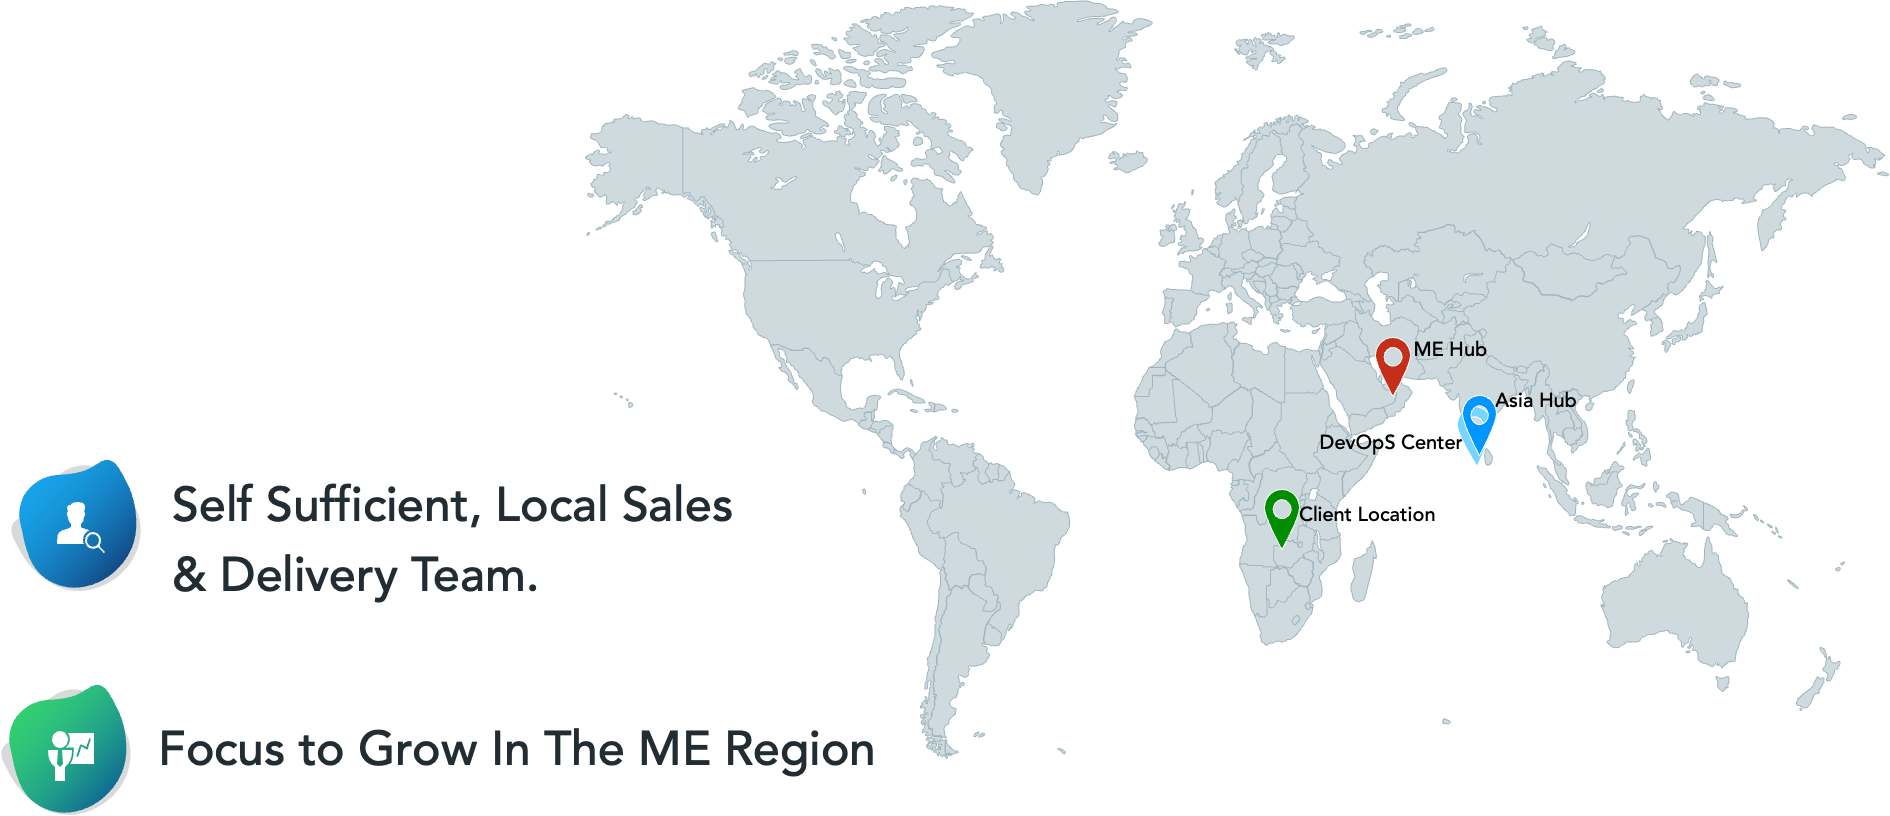 ME Hub
Asia Hub
DevOpS Center
Client Location
Self Sufficient, Local Sales
& Delivery Team.
Focus to Grow In The ME Region